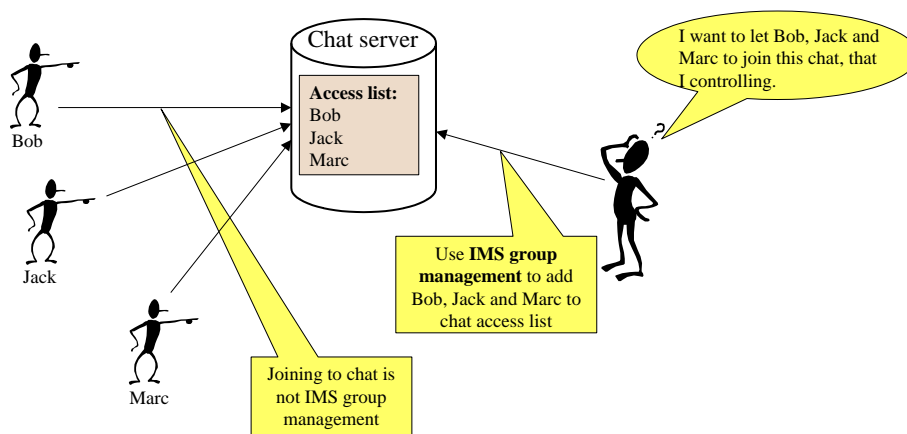 Chat server
Access list:
Bob
Jack
Marc
I want to let Bob, Jack and
Marc to join this chat, that
I controlling.
?
Bob
Jack
Marc
Use IMS group
management to add
Bob, Jack and Marc to
chat access list
Joining to chat is
not IMS group
management